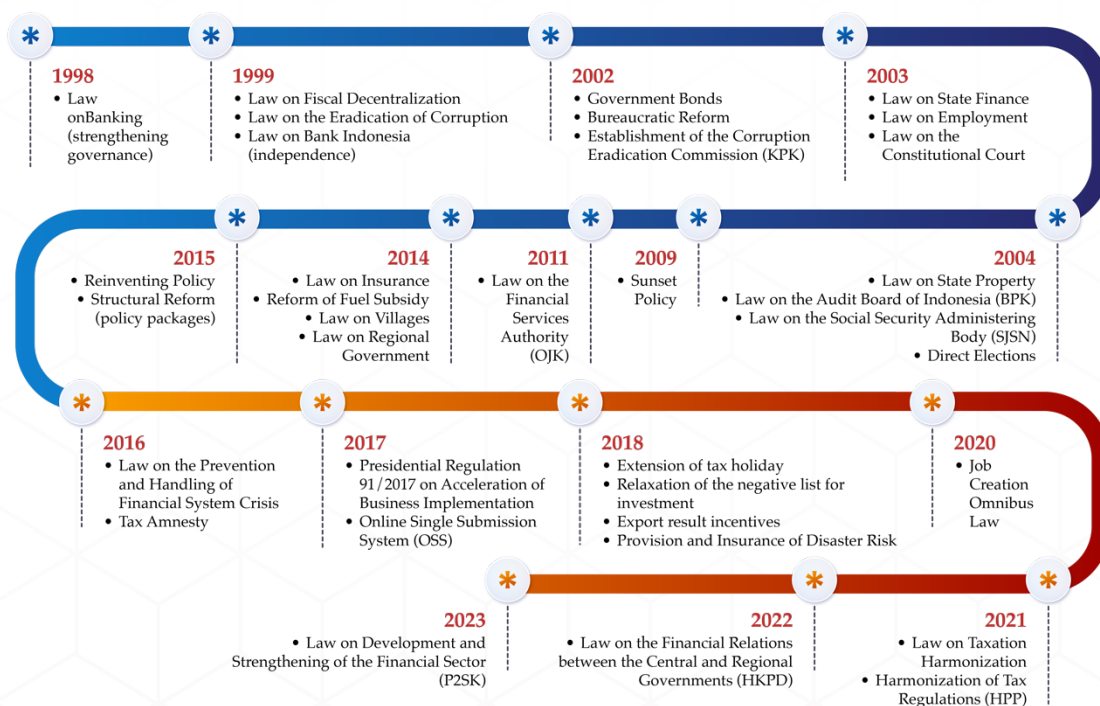 1998
• Law
onBanking
(strengthening
governance)
1999
• Law on Fiscal Decentralization
• Law on the Eradication of Corruption
• Law on Bank Indonesia
(independence)
2002
• Government Bonds
• Bureaucratic Reform
• Establishment of the Corruption
Eradication Commission (KPK)
2003
• Law on State Finance
• Law on Employment
• Law on the
Constitutional Court
2004
• Law on State Property
• Law on the Audit Board of Indonesia (BPK)
• Law on the Social Security Administering
Body (SJSN)
• Direct Elections
2009
• Sunset
Policy
2011
• Law on the
Financial
Services
Authority
(OJK)
2014
• Law on Insurance
• Reform of Fuel Subsidy
• Law on Villages
• Law on Regional
Government
2015
• Reinventing Policy
• Structural Reform
(policy packages)
2016
• Law on the Prevention
and Handling of
Financial System Crisis
• Tax Amnesty
2017
• Presidential Regulation
91/2017 on Acceleration of
Business Implementation
• Online Single Submission
System (OSS)
2018
• Extension of tax holiday
• Relaxation of the negative list for
investment
• Export result incentives
• Provision and Insurance of Disaster Risk
2020
• Job
Creation
Omnibus
Law
2021
• Law on Taxation
Harmonization
• Harmonization of Tax
Regulations (HPP)
2022
• Law on the Financial Relations
between the Central and Regional
Governments (HKPD)
2023
• Law on Development and
Strengthening of the Financial Sector
(P2SK)